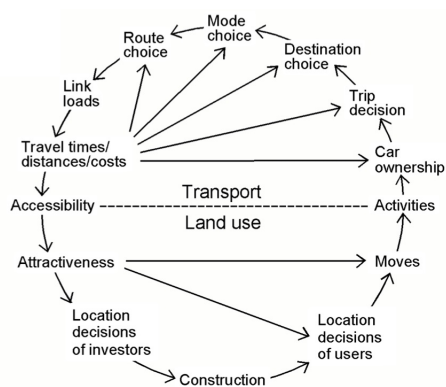 Mode
choice
Route
choice
Destination
choice
Link
loads
Trip
decision
Travel times/
distances/costs
Car
ownership
Transport
Accessibility
Activities
Land use
Attractiveness
Moves
Location
decisions
of investors
Location
decisions
of users
Construction